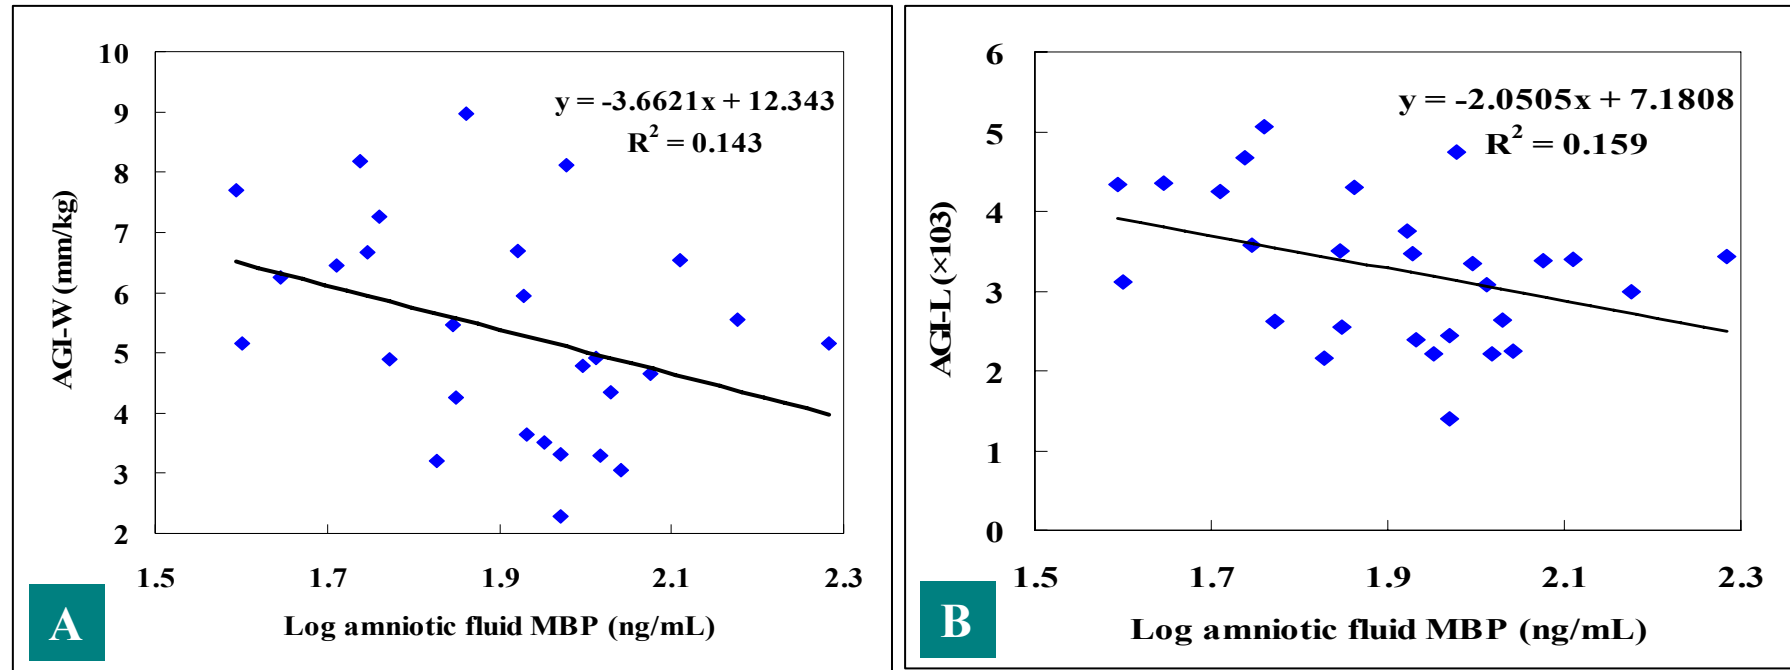 10
9
8
7
6
5
4
3
2
AGI-W (mm/kg)
y = -3.6621x + 12.343
R² = 0.143
1.5 1.7 1.9 2.1 2.3
Log amniotic fluid MBP (ng/mL)
A
6
5
4
3
2
1
0
AGI-L (×103)
y = -2.0505x + 7.1808
R² = 0.159
1.5 1.7 1.9 2.1 2.3
Log amniotic fluid MBP (ng/mL)
B